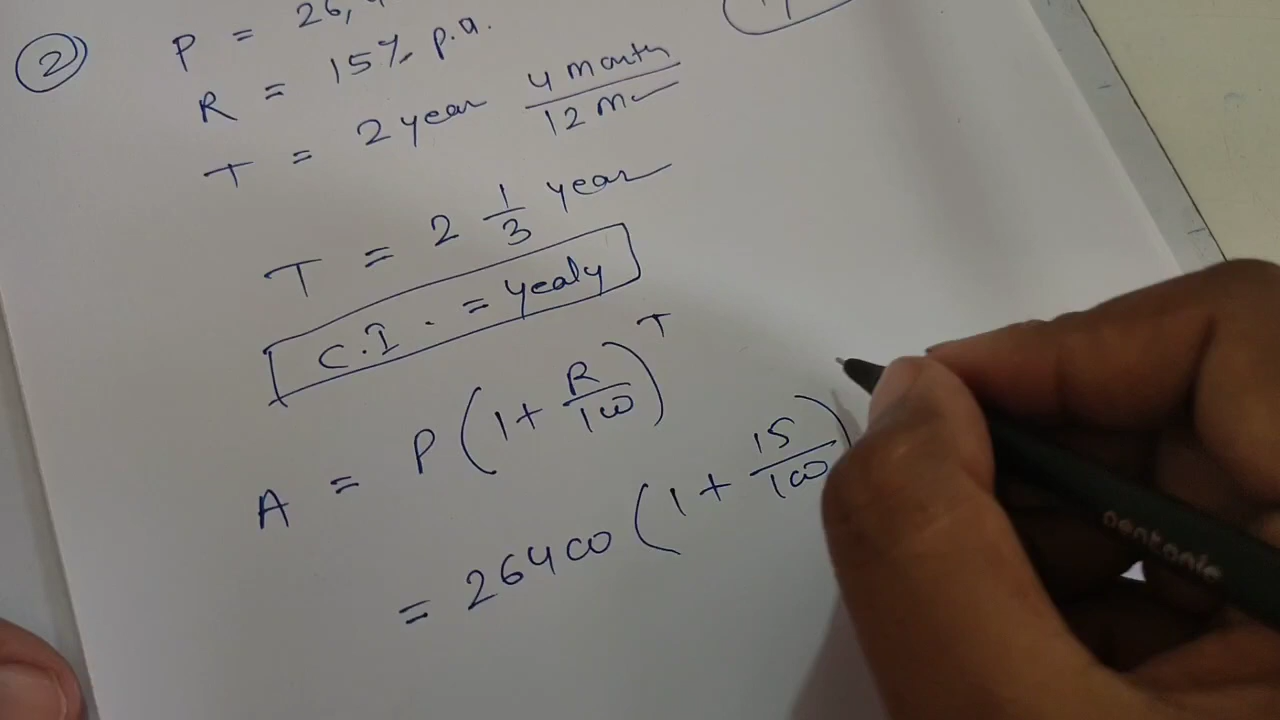 2
P = 26,
R = 15% p.a.
T = 2 year 4 month
12 m
T = 2 1/3 year
C.I. = yealy
A = P(1+R/100)^T
= 26400(1+15/100)
pentonic